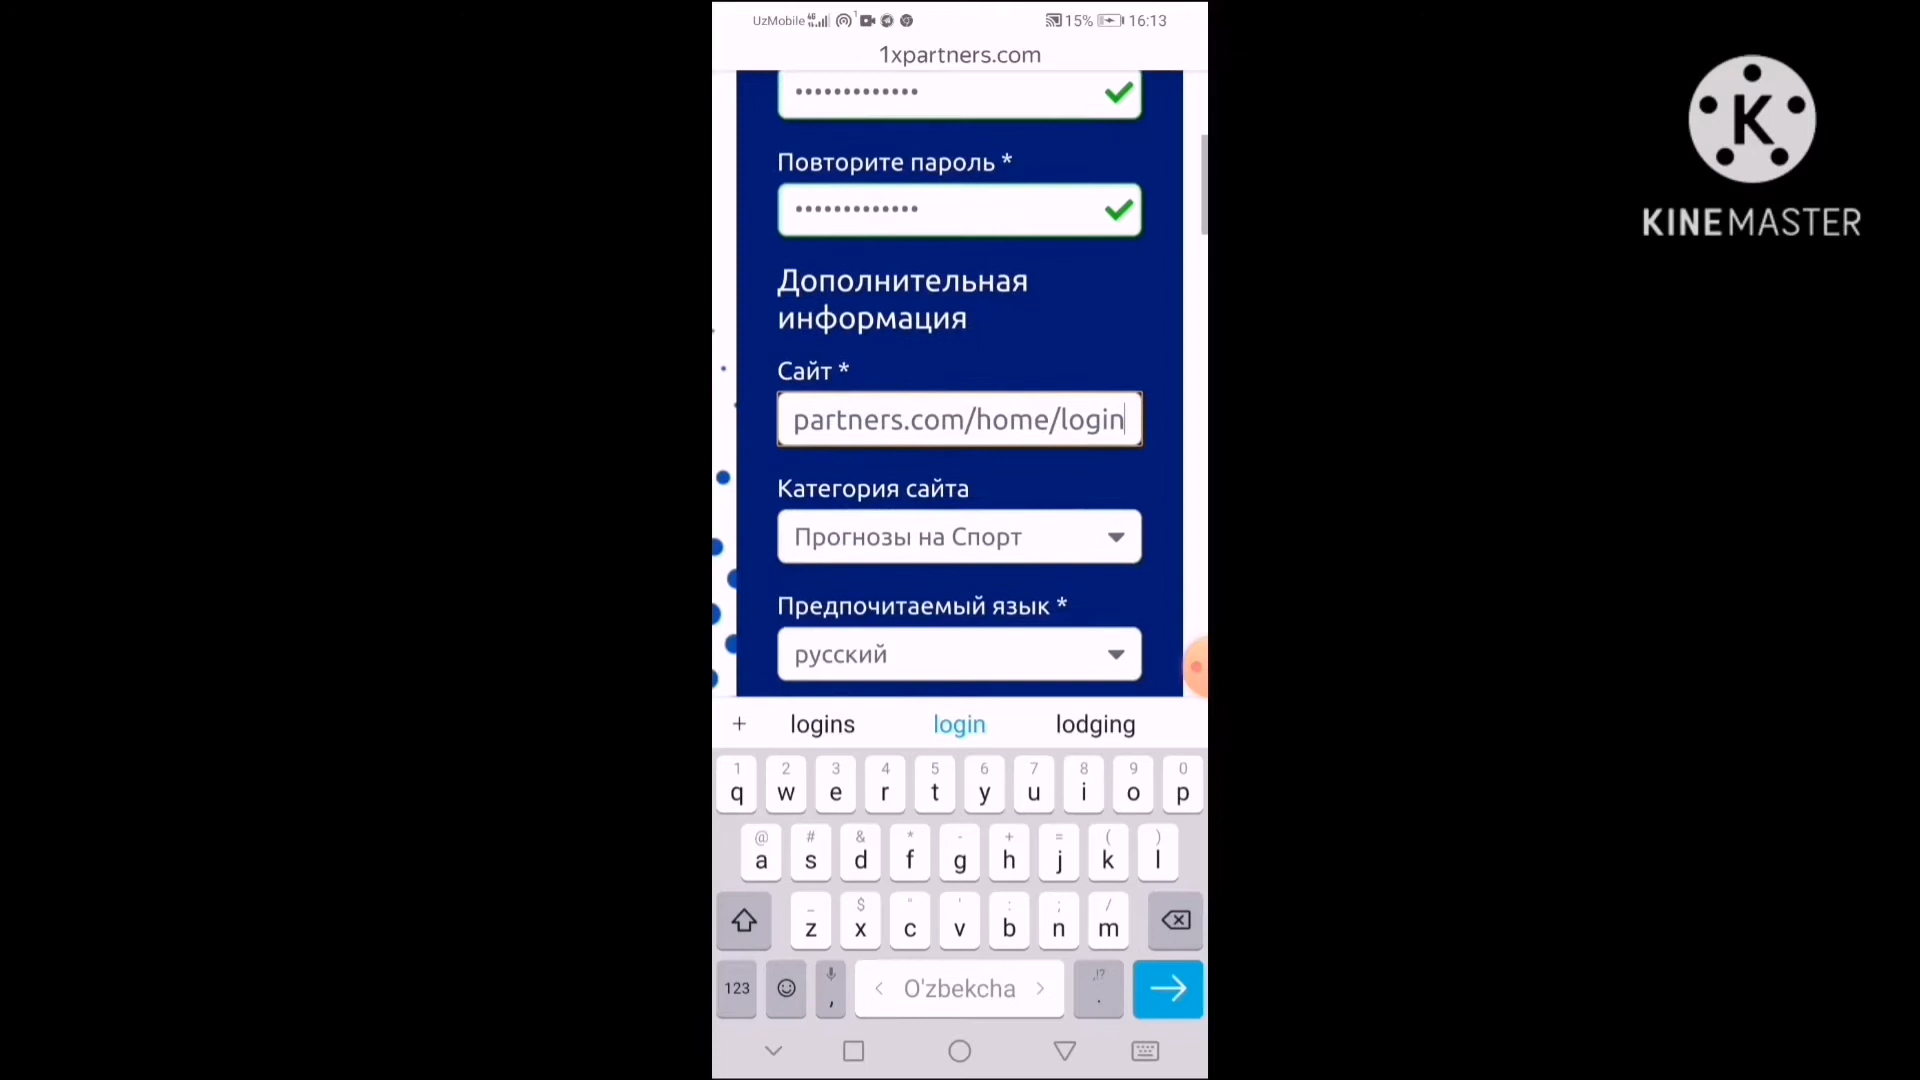 UzMobile 4G 1 15% 16:13
1xpartners.com
KINEMASTER
•••••••••••••
Повторите пароль *
•••••••••••••
Дополнительная
информация
Сайт *
partners.com/home/login
Категория сайта
Прогнозы на Спорт
Предпочитаемый язык *
русский
+ logins login lodging
1 2 3 4 5 6 7 8 9 0
q w e r t y u i o p
@ # & * - + = ( )
a s d f g h j k l
_ $ " ' : ; /
z x c v b n m
,!?
123 , < O'zbekcha > .